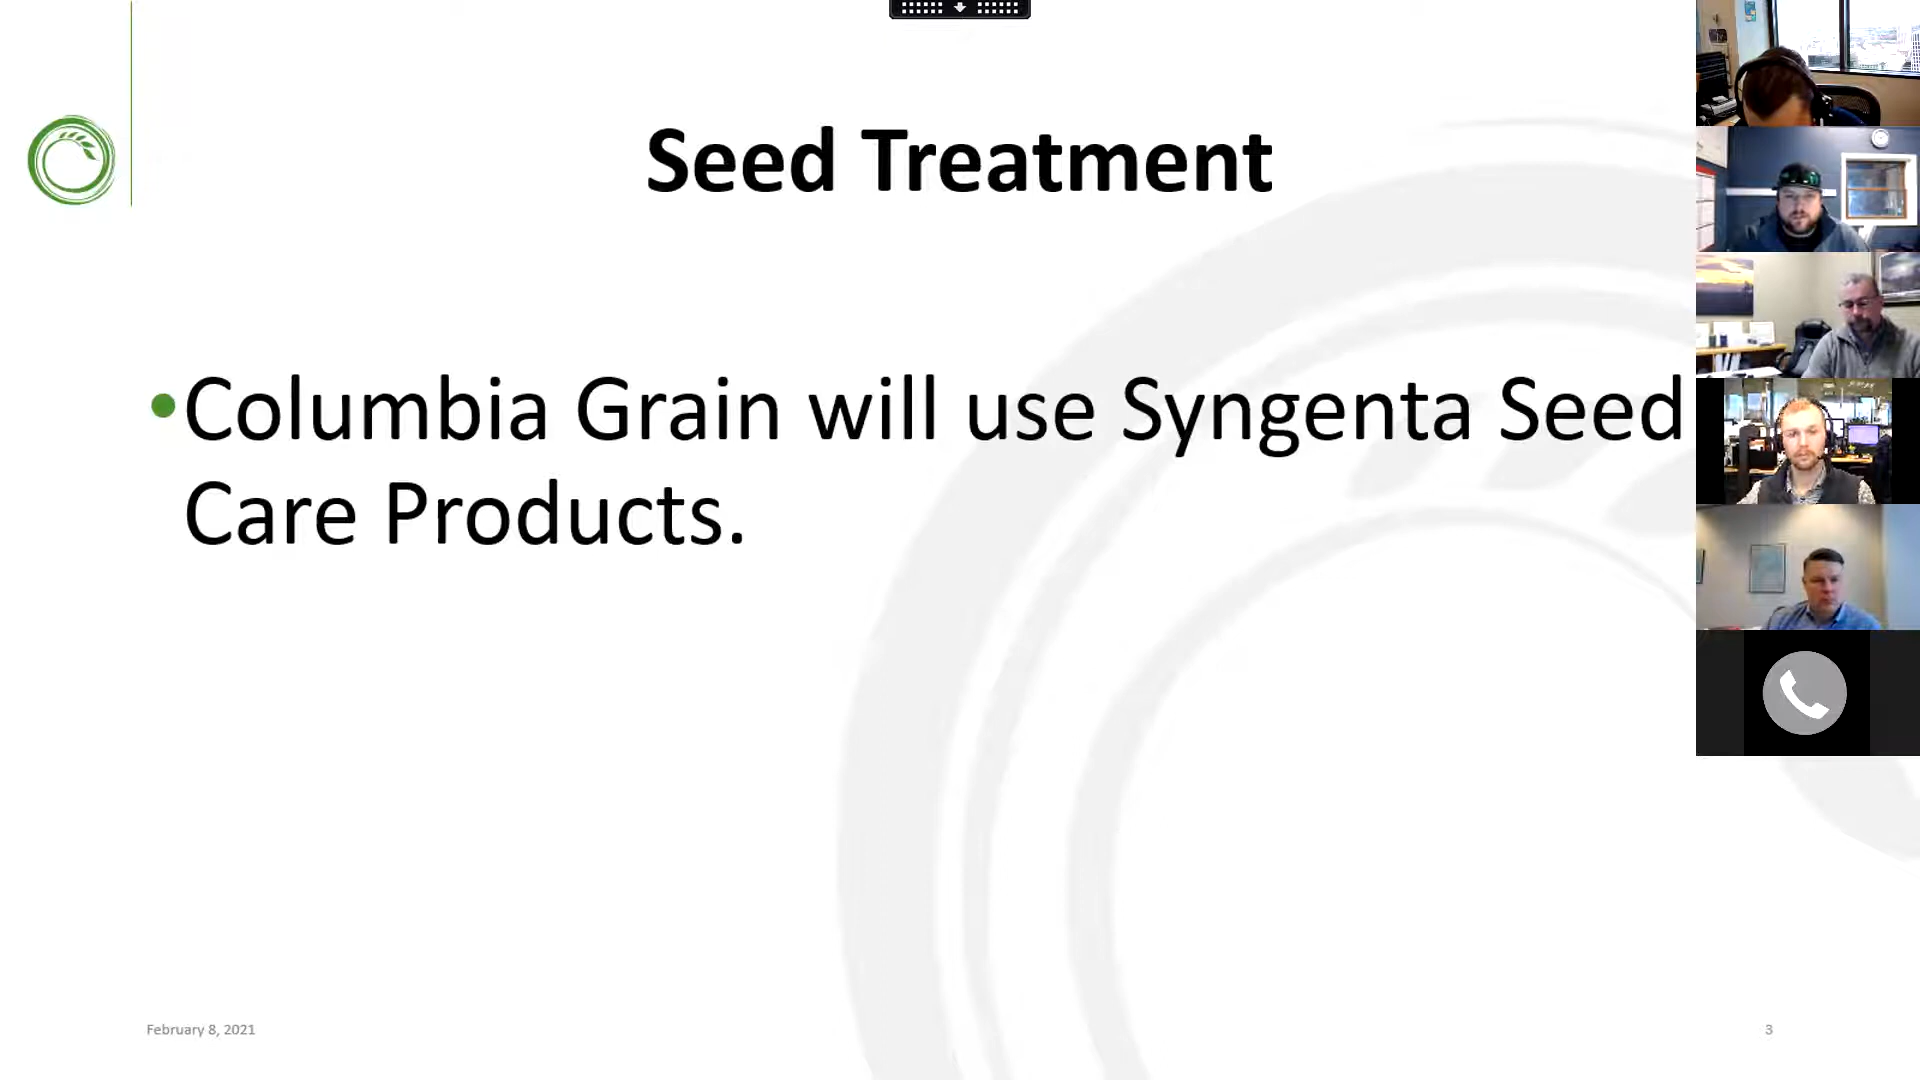 Seed Treatment
•Columbia Grain will use Syngenta Seed
Care Products.
February 8, 2021
3